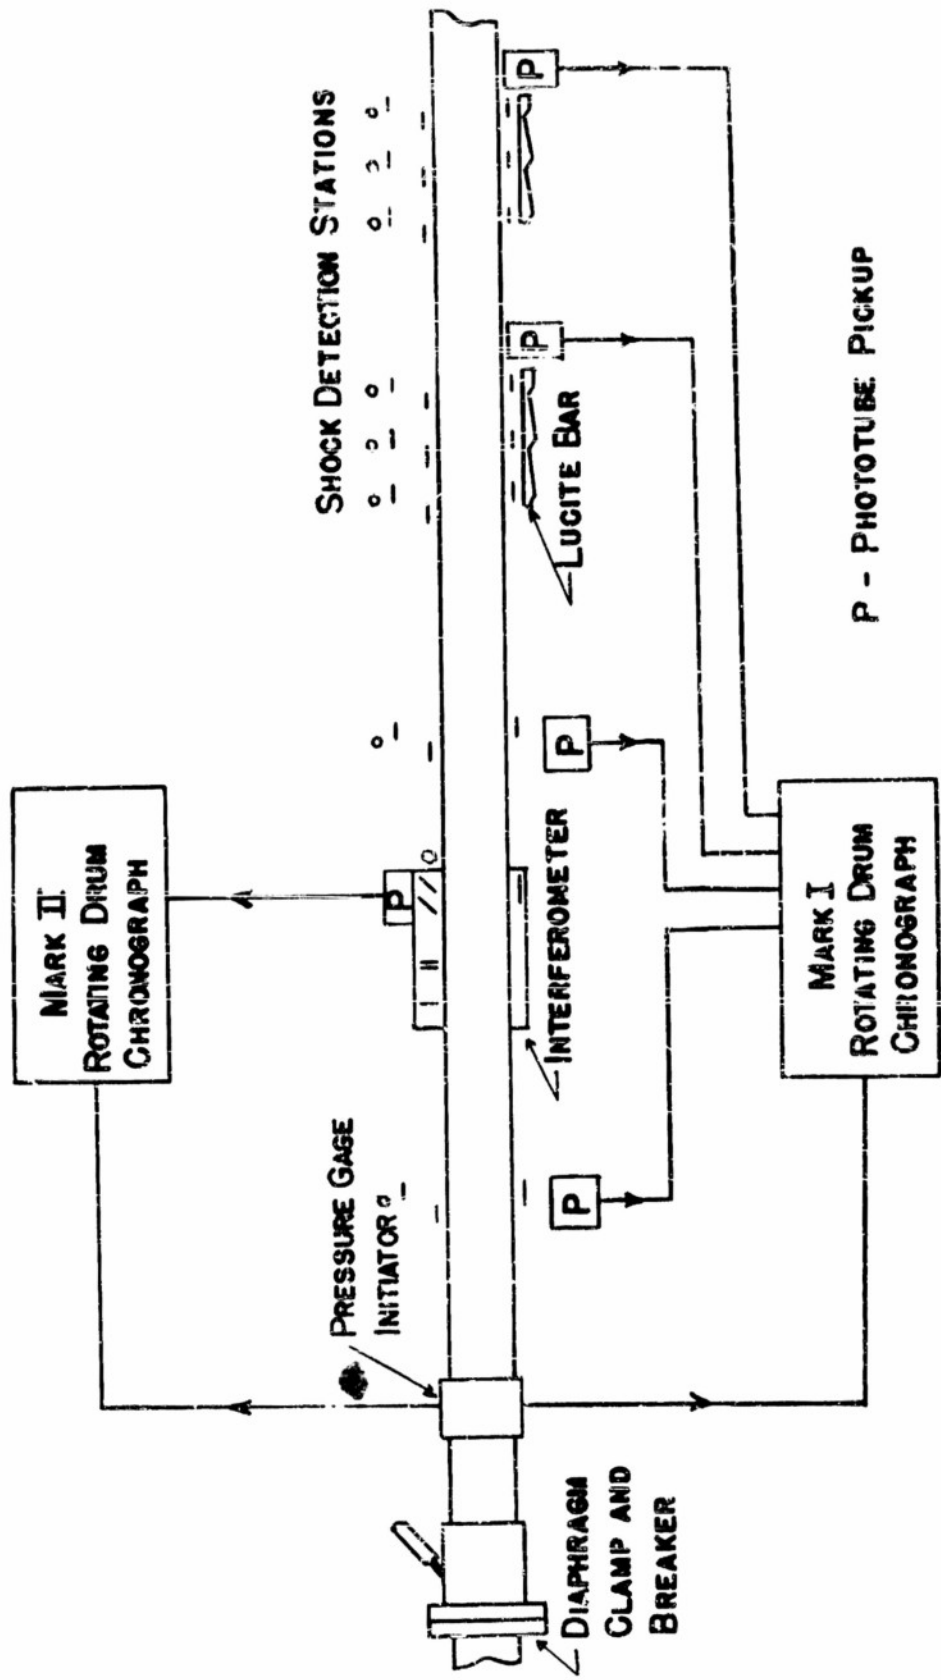 MARK II
ROTATING DRUM
CHRONOGRAPH
SHOCK DETECTION STATIONS
PRESSURE GAGE
INITIATOR
P
P
P
P
P
INTERFEROMETER
LUCITE BAR
DIAPHRAGM
CLAMP AND
BREAKER
MARK I
ROTATING DRUM
CHRONOGRAPH
P - PHOTOTUBE PICKUP